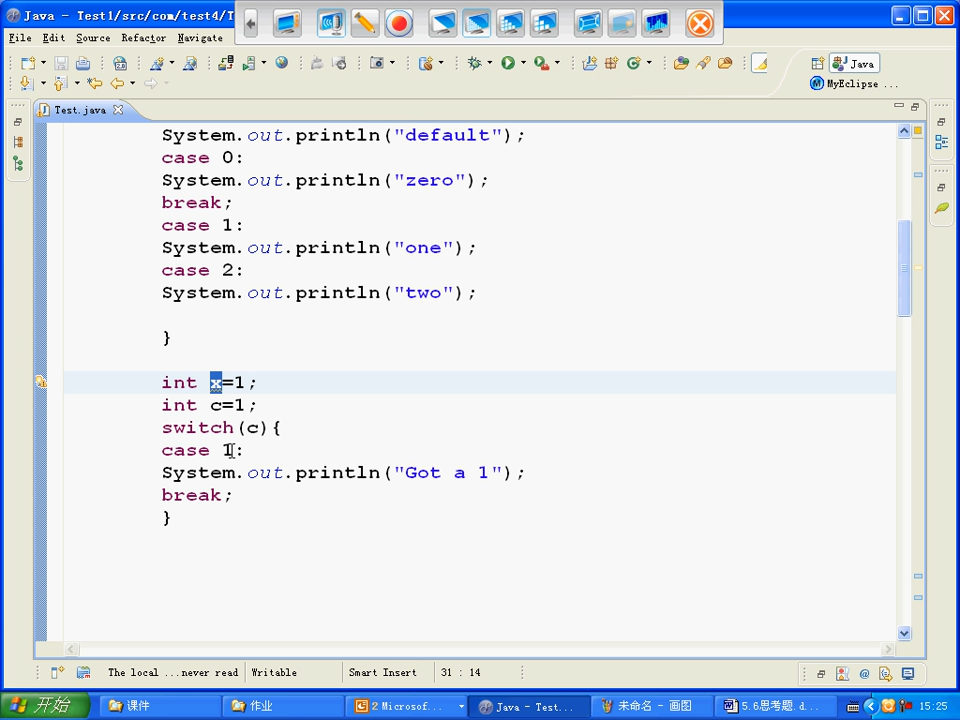 Java - Test1/src/com/test4/T
File Edit Source Refactor Navigate
Java
MyEclipse ...
Test.java
System.out.println("default");
case 0:
System.out.println("zero");
break;
case 1:
System.out.println("one");
case 2:
System.out.println("two");
}
int x=1;
int c=1;
switch(c){
case 1:
System.out.println("Got a 1");
break;
}
The local ...never read Writable Smart Insert 31 : 14
开始 课件 作业 2 Microsof... Java - Test... 未命名 - 画图 5.6思考题.d... 15:25